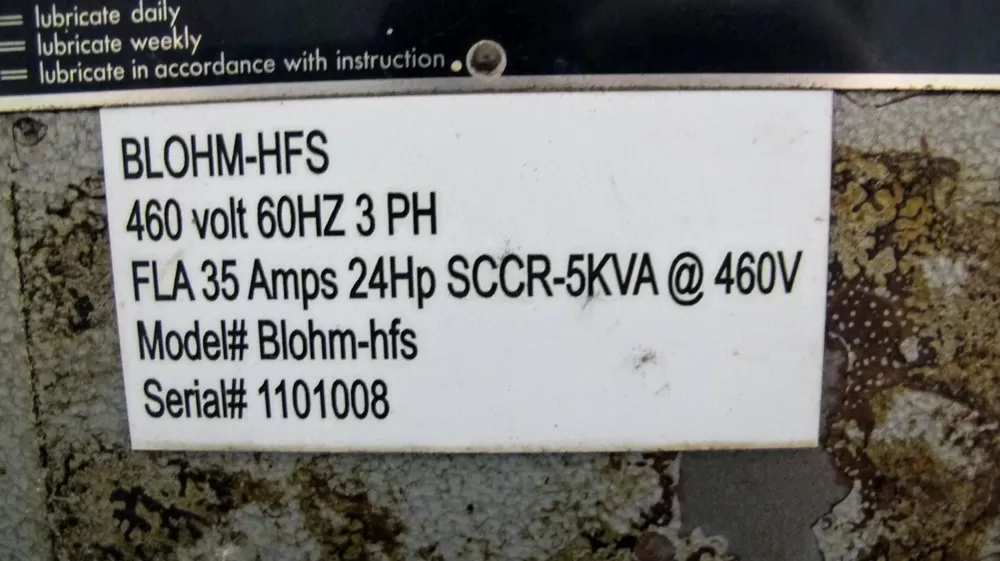 = lubricate daily
= lubricate weekly
= lubricate in accordance with instruction
BLOHM-HFS
460 volt 60HZ 3 PH
FLA 35 Amps 24Hp SCCR-5KVA @ 460V
Model# Blohm-hfs
Serial# 1101008